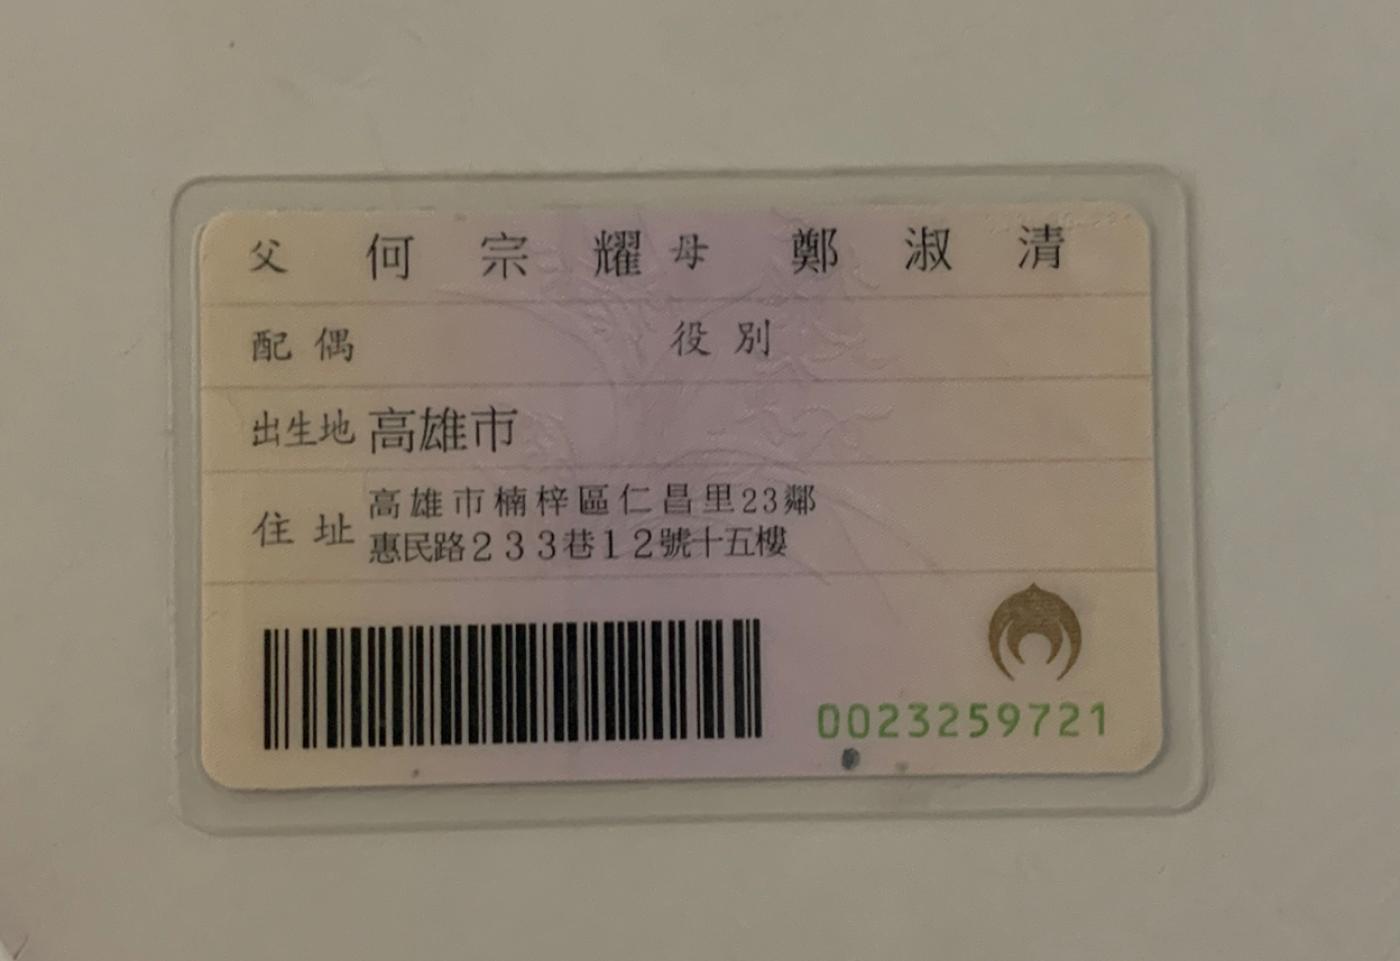 父 何宗耀 母 鄭淑清
配偶 役別
出生地 高雄市
住址 高雄市楠梓區仁昌里23鄰
惠民路233巷12號十五樓
0023259721